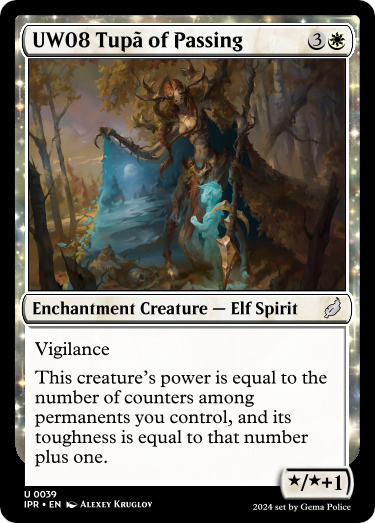 UW08 Tupã of Passing 3
Enchantment Creature — Elf Spirit
Vigilance
This creature's power is equal to the
number of counters among
permanents you control, and its
toughness is equal to that number
plus one.
★/★+1
U 0039
IPR • EN Alexey Kruglov
2024 set by Gema Police